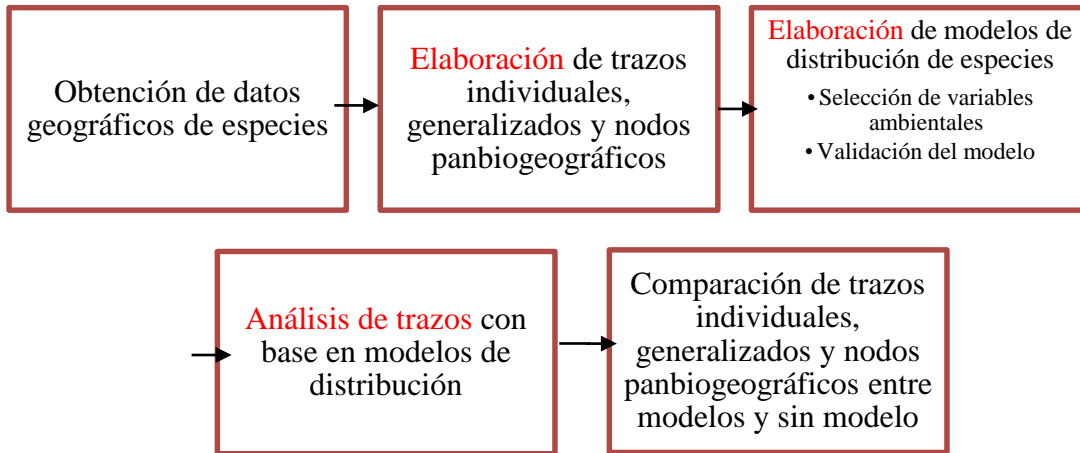 Obtención de datos
geográficos de especies
Elaboración de trazos
individuales,
generalizados y nodos
panbiogeográficos
Elaboración de modelos de
distribución de especies
• Selección de variables
ambientales
• Validación del modelo
Análisis de trazos con
base en modelos de
distribución
Comparación de trazos
individuales,
generalizados y nodos
panbiogeográficos entre
modelos y sin modelo